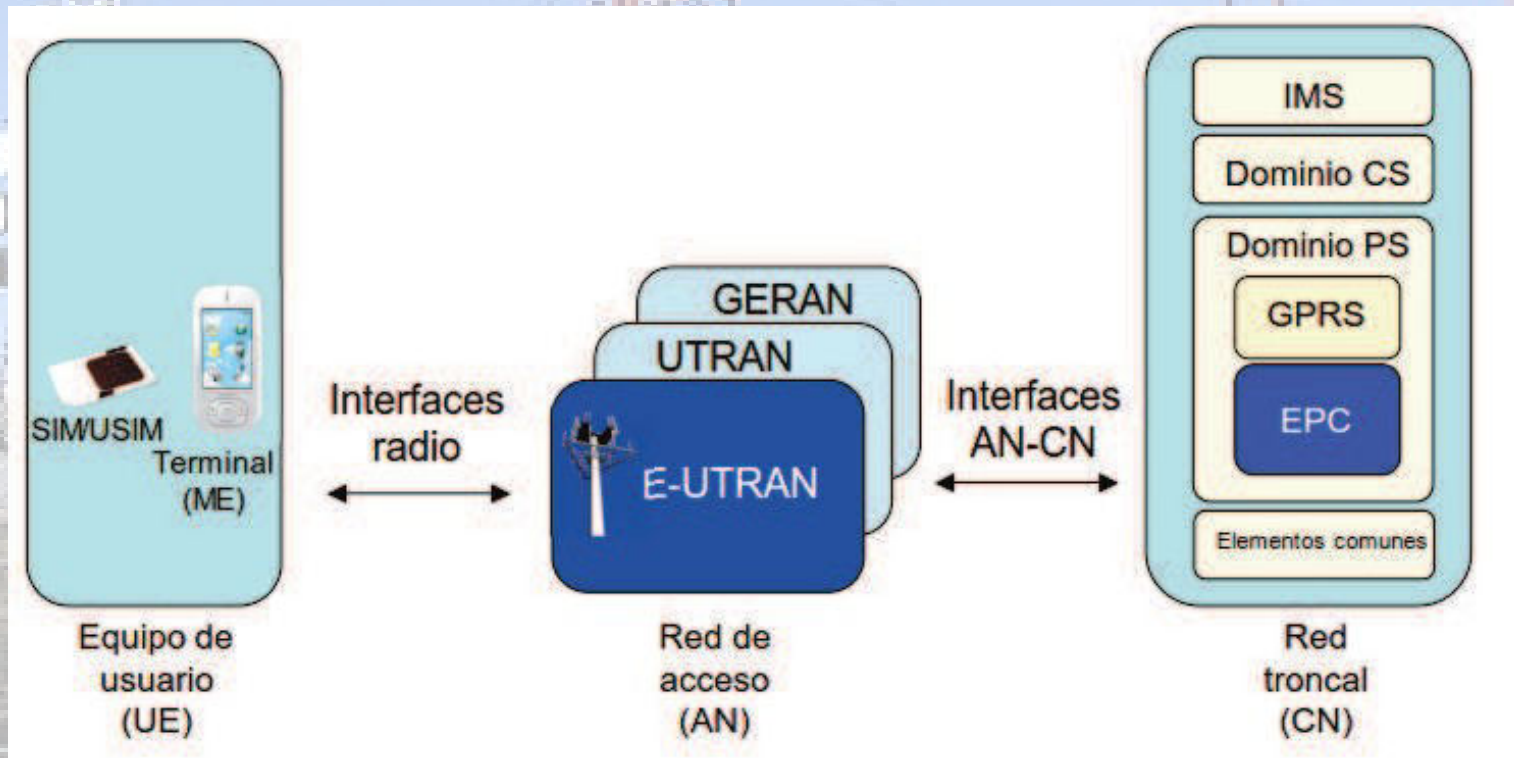 SIM/USIM
Terminal
(ME)
Equipo de
usuario
(UE)
Interfaces
radio
GERAN
UTRAN
E-UTRAN
Red de
acceso
(AN)
Interfaces
AN-CN
IMS
Dominio CS
Dominio PS
GPRS
EPC
Elementos comunes
Red
troncal
(CN)